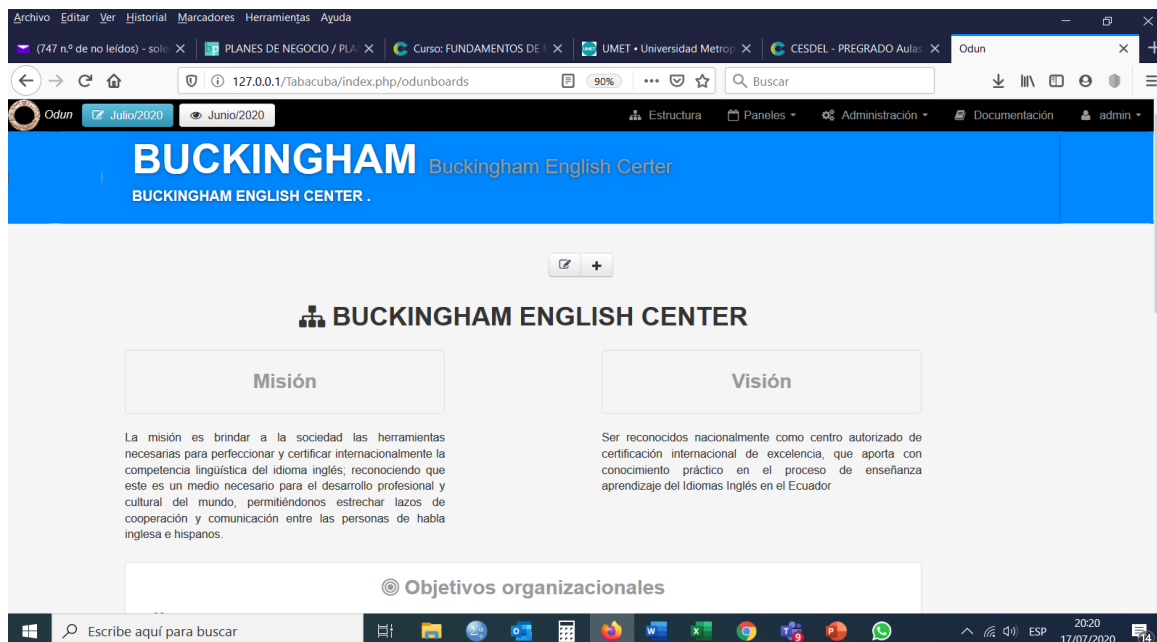 Archivo Editar Ver Historial Marcadores Herramientas Ayuda
(747 n.º de no leídos) - sole
PLANES DE NEGOCIO / PLA
Curso: FUNDAMENTOS DE
UMET • Universidad Metrop
CESDEL - PREGRADO Aulas
Odun
127.0.0.1/Tabacuba/index.php/odunboards
90%
Buscar
Odun
Julio/2020
Junio/2020
Estructura
Paneles
Administración
Documentación
admin
BUCKINGHAM Buckingham English Certer
BUCKINGHAM ENGLISH CENTER .
BUCKINGHAM ENGLISH CENTER
Misión
La misión es brindar a la sociedad las herramientas
necesarias para perfeccionar y certificar internacionalmente la
competencia lingüística del idioma inglés; reconociendo que
este es un medio necesario para el desarrollo profesional y
cultural del mundo, permitiéndonos estrechar lazos de
cooperación y comunicación entre las personas de habla
inglesa e hispanos.
Visión
Ser reconocidos nacionalmente como centro autorizado de
certificación internacional de excelencia, que aporta con
conocimiento práctico en el proceso de enseñanza
aprendizaje del Idiomas Inglés en el Ecuador
Objetivos organizacionales
Escribe aquí para buscar
ESP
20:20
17/07/2020
14